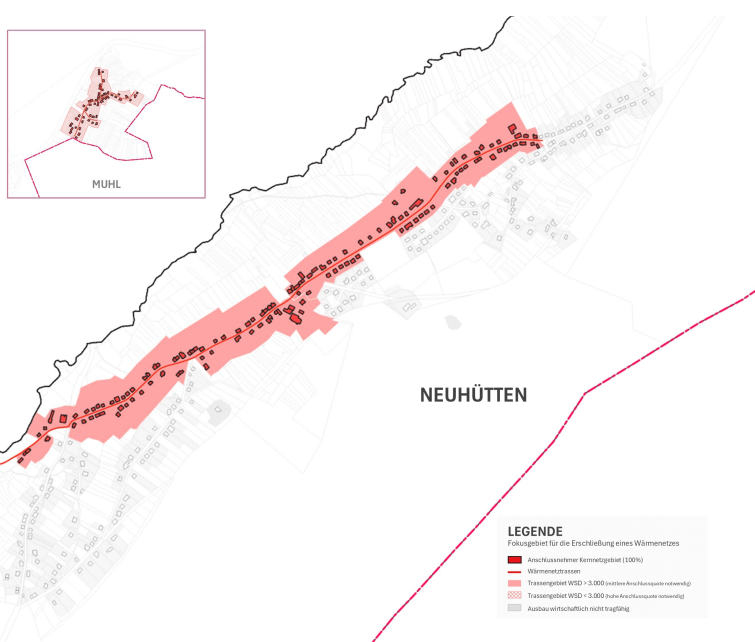 MUHL
NEUHÜTTEN
LEGENDE
Fokusgebiet für die Erschließung eines Wärmenetzes
Anschlussnehmer Kernnetzgebiet (100%)
Wärmenetztrassen
Trassengebiet WSD > 3.000 (mittlere Anschlussquote notwendig)
Trassengebiet WSD < 3.000 (hohe Anschlussquote notwendig)
Ausbau wirtschaftlich nicht tragfähig